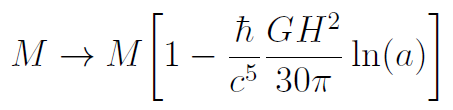 M → M[1 − ħ/c⁵ GH²/30π ln(a)]